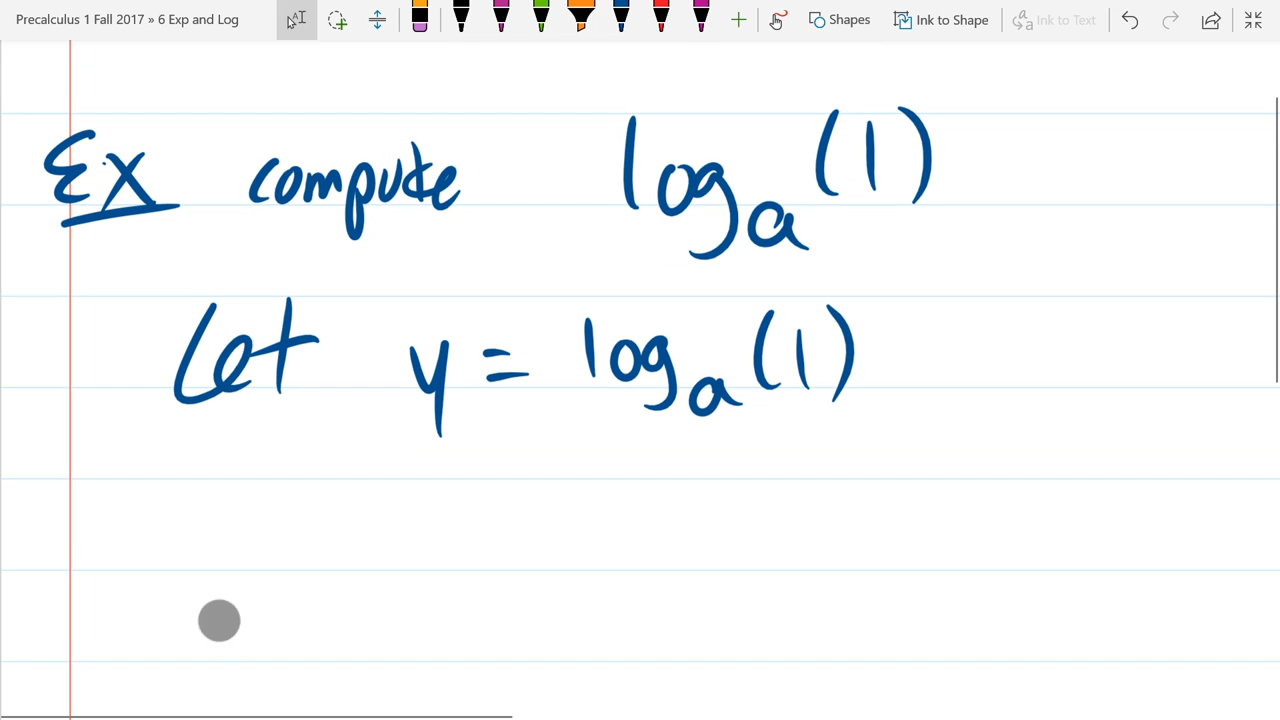 Precalculus 1 Fall 2017 » 6 Exp and Log Shapes Ink to Shape Ink to Text
Ex compute log_a (1)
Let y = log_a (1)